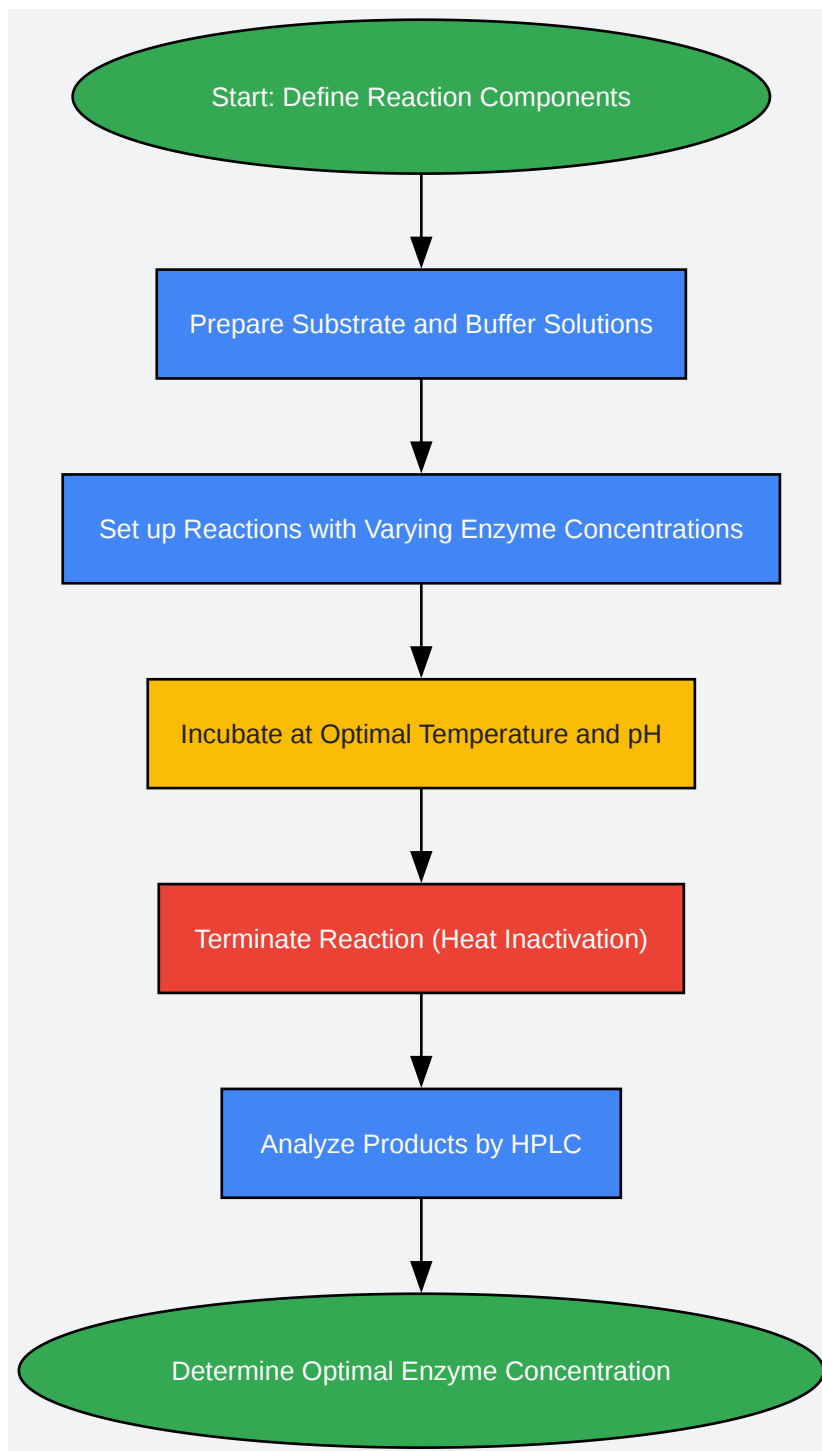 Start: Define Reaction Components
Prepare Substrate and Buffer Solutions
Set up Reactions with Varying Enzyme Concentrations
Incubate at Optimal Temperature and pH
Terminate Reaction (Heat Inactivation)
Analyze Products by HPLC
Determine Optimal Enzyme Concentration